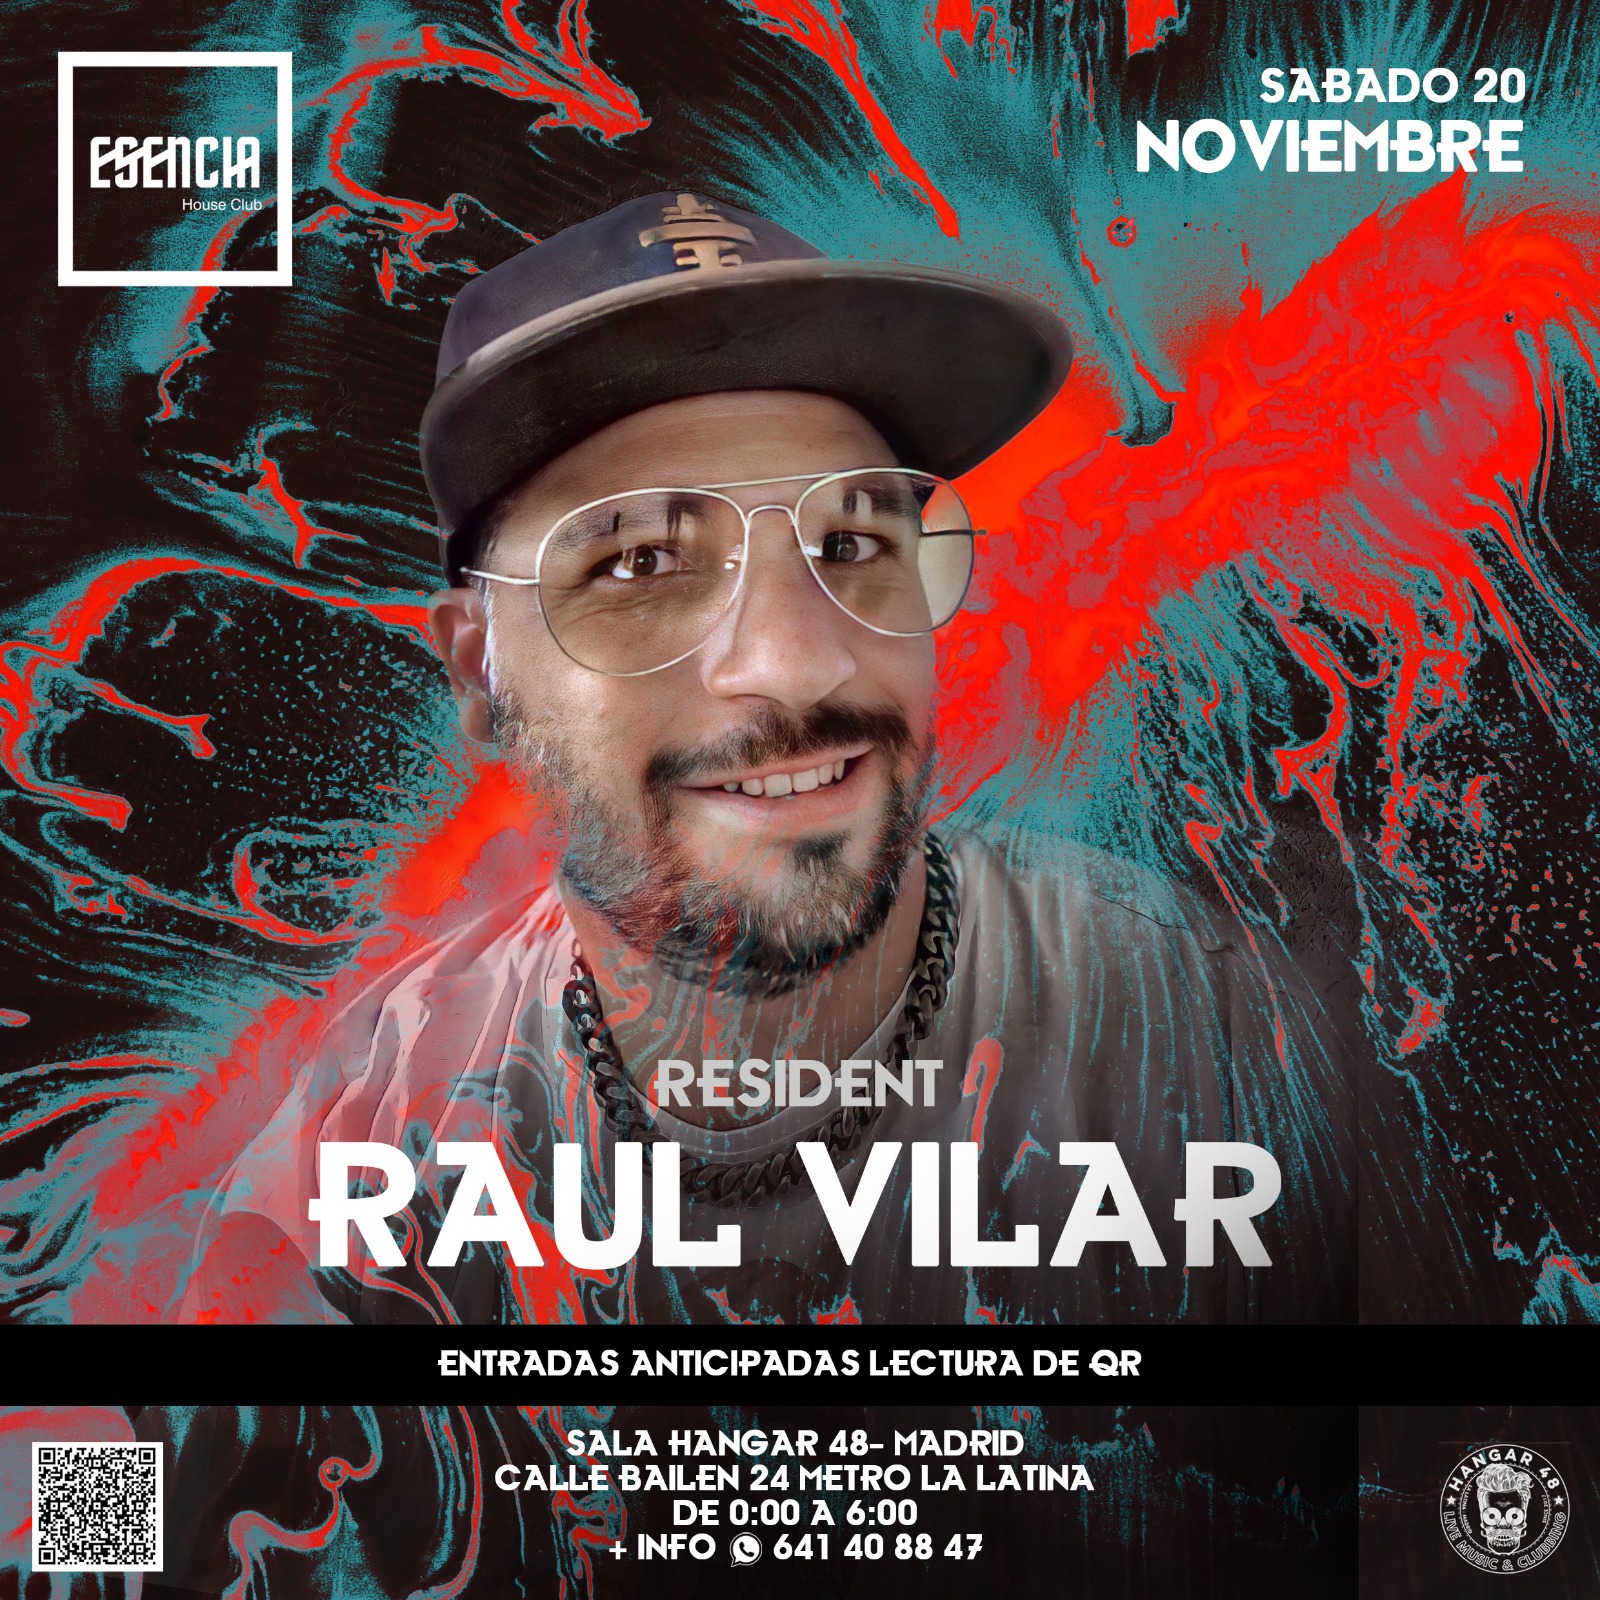 ESENCIA
House Club
SABADO 20
NOVIEMBRE
RESIDENT
RAUL VILAR
ENTRADAS ANTICIPADAS LECTURA DE QR
SALA HANGAR 48- MADRID
CALLE BAILEN 24 METRO LA LATINA
DE 0:00 A 6:00
+ INFO 641 40 88 47
HANGAR 48
LIVE MUSIC & CLUBBING